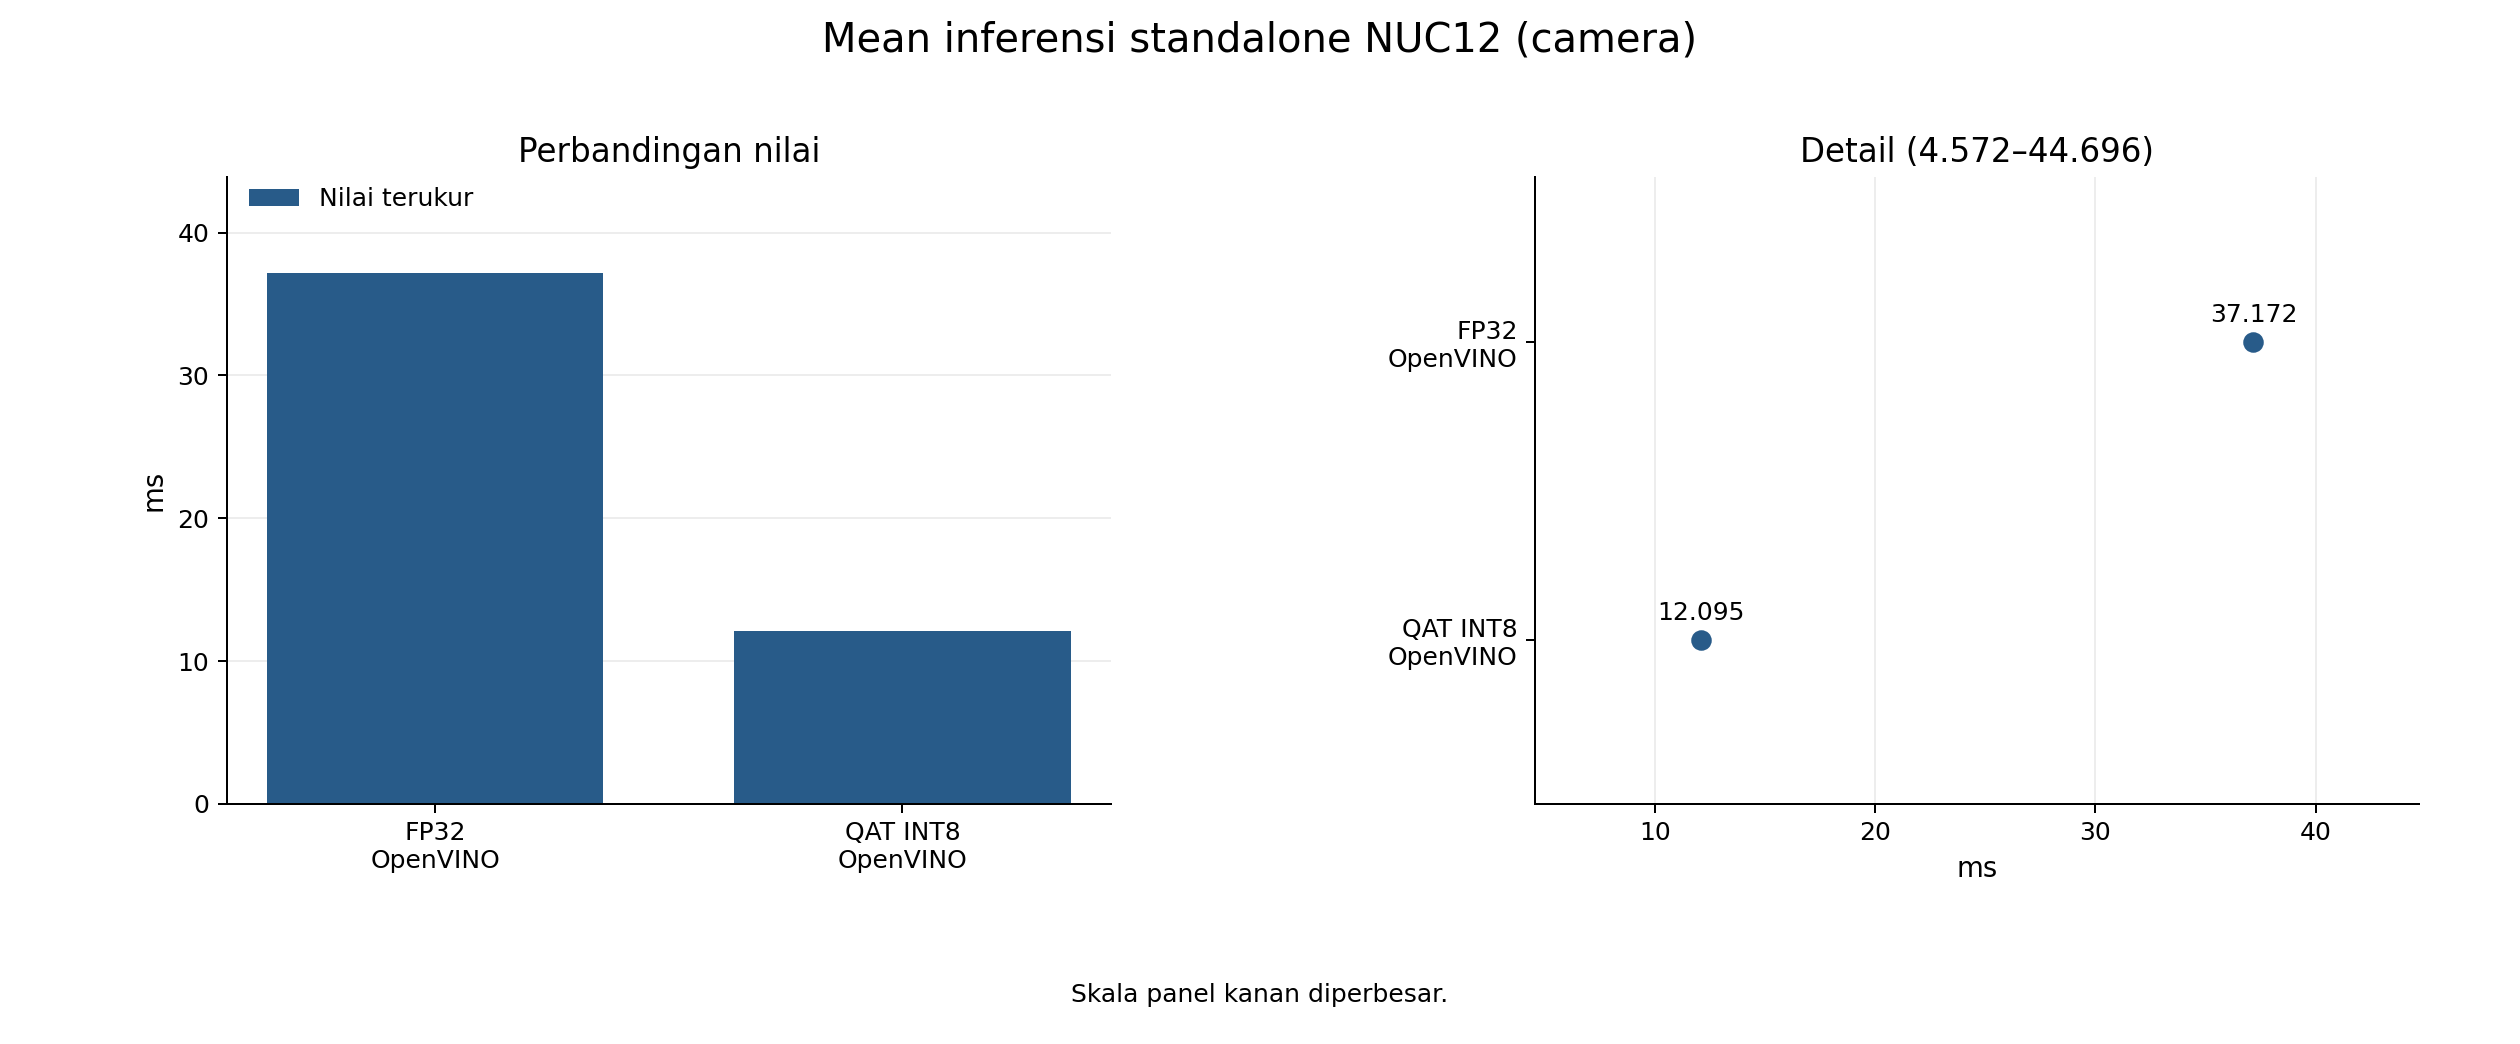 Mean inferensi standalone NUC12 (camera)
Perbandingan nilai
Nilai terukur
40
30
20
10
0
ms
FP32
OpenVINO
QAT INT8
OpenVINO
Detail (4.572–44.696)
FP32
OpenVINO
QAT INT8
OpenVINO
37.172
12.095
10
20
30
40
ms
Skala panel kanan diperbesar.